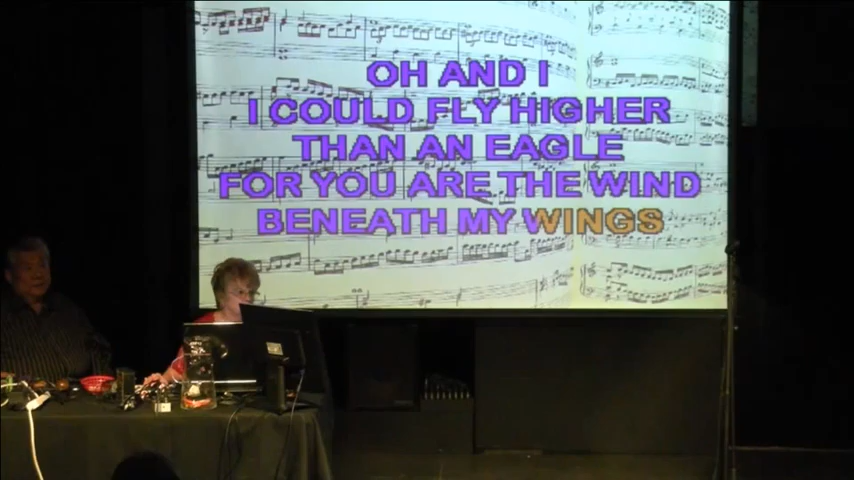 OH AND I
I COULD FLY HIGHER
THAN AN EAGLE
FOR YOU ARE THE WIND
BENEATH MY WINGS